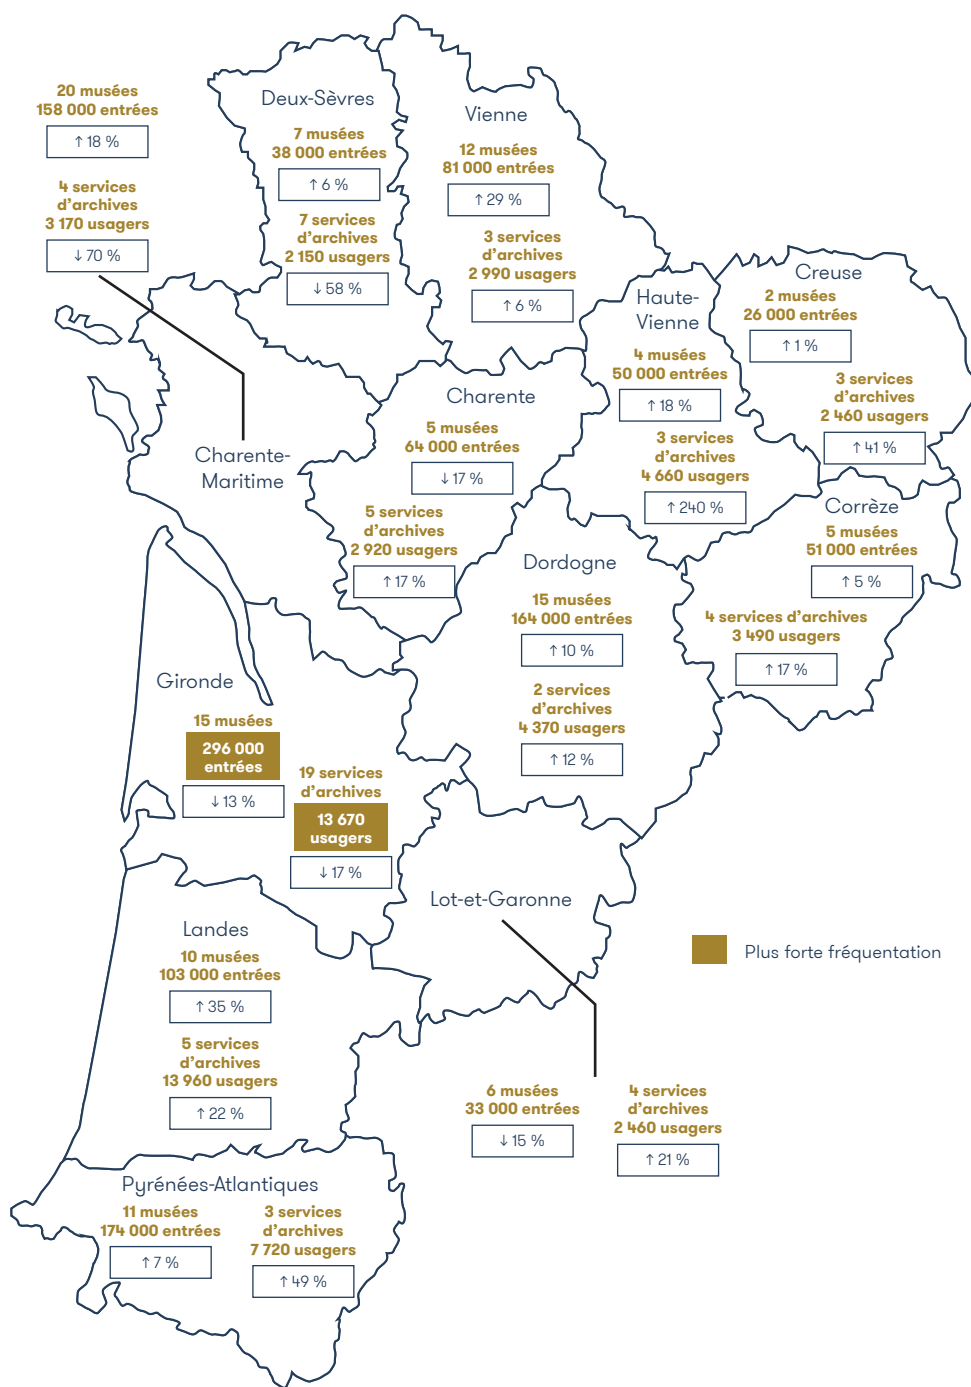 20 musées
158 000 entrées
↑ 18 %
4 services
d'archives
3 170 usagers
↓ 70 %
Charente-
Maritime
Deux-Sèvres
7 musées
38 000 entrées
↑ 6 %
7 services
d'archives
2 150 usagers
↓ 58 %
Vienne
12 musées
81 000 entrées
↑ 29 %
3 services
d'archives
2 990 usagers
↑ 6 %
Haute-
Vienne
4 musées
50 000 entrées
↑ 18 %
3 services
d'archives
4 660 usagers
↑ 240 %
Creuse
2 musées
26 000 entrées
↑ 1 %
3 services
d'archives
2 460 usagers
↑ 41 %
Charente
5 musées
64 000 entrées
↓ 17 %
5 services
d'archives
2 920 usagers
↑ 17 %
Corrèze
5 musées
51 000 entrées
↑ 5 %
4 services d'archives
3 490 usagers
↑ 17 %
Dordogne
15 musées
164 000 entrées
↑ 10 %
2 services
d'archives
4 370 usagers
↑ 12 %
Gironde
15 musées
296 000
entrées
↓ 13 %
19 services
d'archives
13 670
usagers
↓ 17 %
Lot-et-Garonne
6 musées
33 000 entrées
↓ 15 %
4 services
d'archives
2 460 usagers
↑ 21 %
Plus forte fréquentation
Landes
10 musées
103 000 entrées
↑ 35 %
5 services
d'archives
13 960 usagers
↑ 22 %
Pyrénées-Atlantiques
11 musées
174 000 entrées
↑ 7 %
3 services
d'archives
7 720 usagers
↑ 49 %